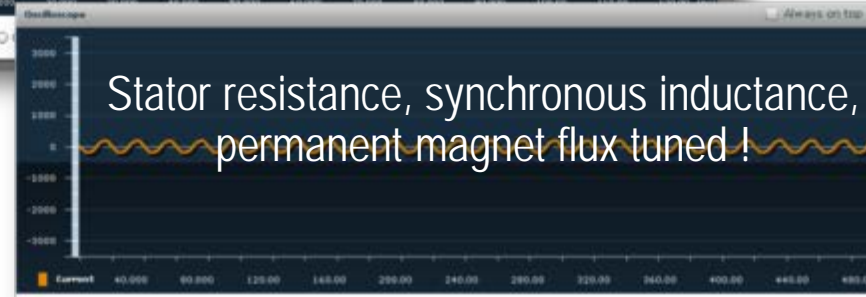 Oscilloscope
Always on top
Stator resistance, synchronous inductance,
permanent magnet flux tuned !
3000
2000
1000
0
-1000
-2000
-3000
Current 40.000 60.000 120.00 160.00 200.00 240.00 280.00 320.00 360.00 400.00 440.00